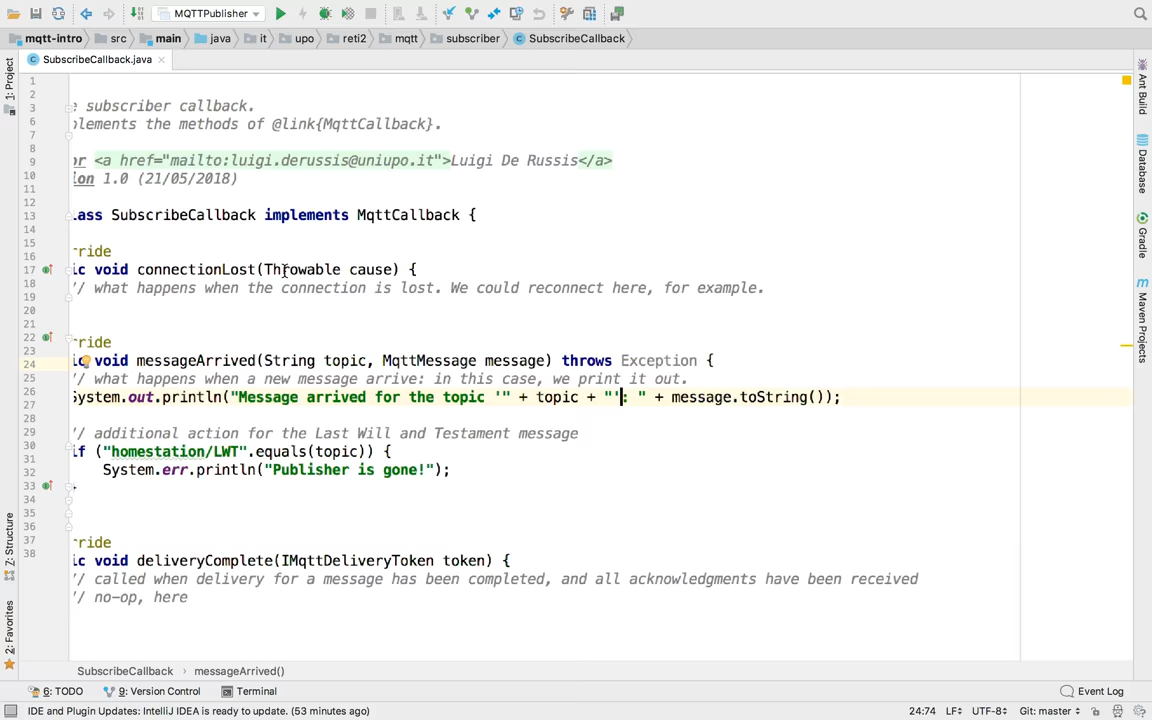 MQTTPublisher
mqtt-intro src main java it upo reti2 mqtt subscriber SubscribeCallback
SubscribeCallback.java
1
2
3 e subscriber callback.
6 plements the methods of @link{MqttCallback}.
7
8
9 or <a href="mailto:luigi.derussis@uniupo.it">Luigi De Russis</a>
10 ion 1.0 (21/05/2018)
11
12
13 lass SubscribeCallback implements MqttCallback {
14
15
16 rride
17 ic void connectionLost(Throwable cause) {
18 // what happens when the connection is lost. We could reconnect here, for example.
19
20
21
22 rride
23 ic void messageArrived(String topic, MqttMessage message) throws Exception {
24
25 // what happens when a new message arrive: in this case, we print it out.
26 System.out.println("Message arrived for the topic '" + topic + "': " + message.toString());
27
28
29 // additional action for the Last Will and Testament message
30 if ("homestation/LWT".equals(topic)) {
31
32 System.err.println("Publisher is gone!");
33
34
35
36 rride
37 ic void deliveryComplete(IMqttDeliveryToken token) {
38
// called when delivery for a message has been completed, and all acknowledgments have been received
// no-op, here
SubscribeCallback › messageArrived()
6: TODO 9: Version Control Terminal Event Log
IDE and Plugin Updates: IntelliJ IDEA is ready to update. (53 minutes ago) 24:74 LF UTF-8 Git: master
1: Project
Z: Structure
2: Favorites
Ant Build
Database
Gradle
m Maven Projects